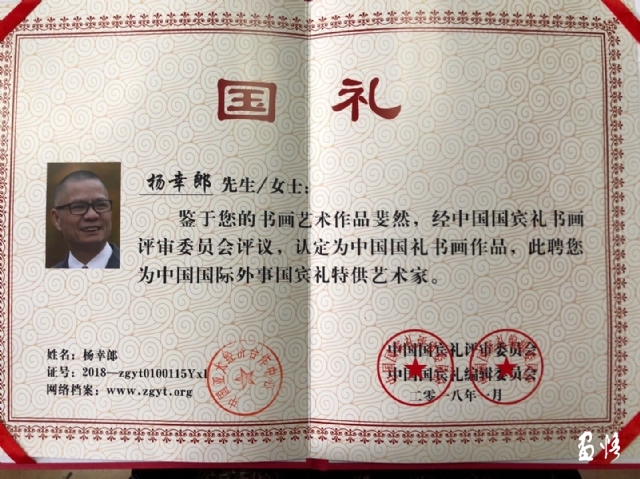 国礼
杨幸郎 先生/女士:
鉴于您的书画艺术作品斐然，经中国国宾礼书画
评审委员会评议，认定为中国国礼书画作品，此聘您
为中国国际外事国宾礼特供艺术家。
姓名：杨幸郎
证号：2018—zgyt0100115Yx1
网络档案：www.zgyt.org
中国国宾礼评审委员会
中国国宾礼编辑委员会
二零一八年一月